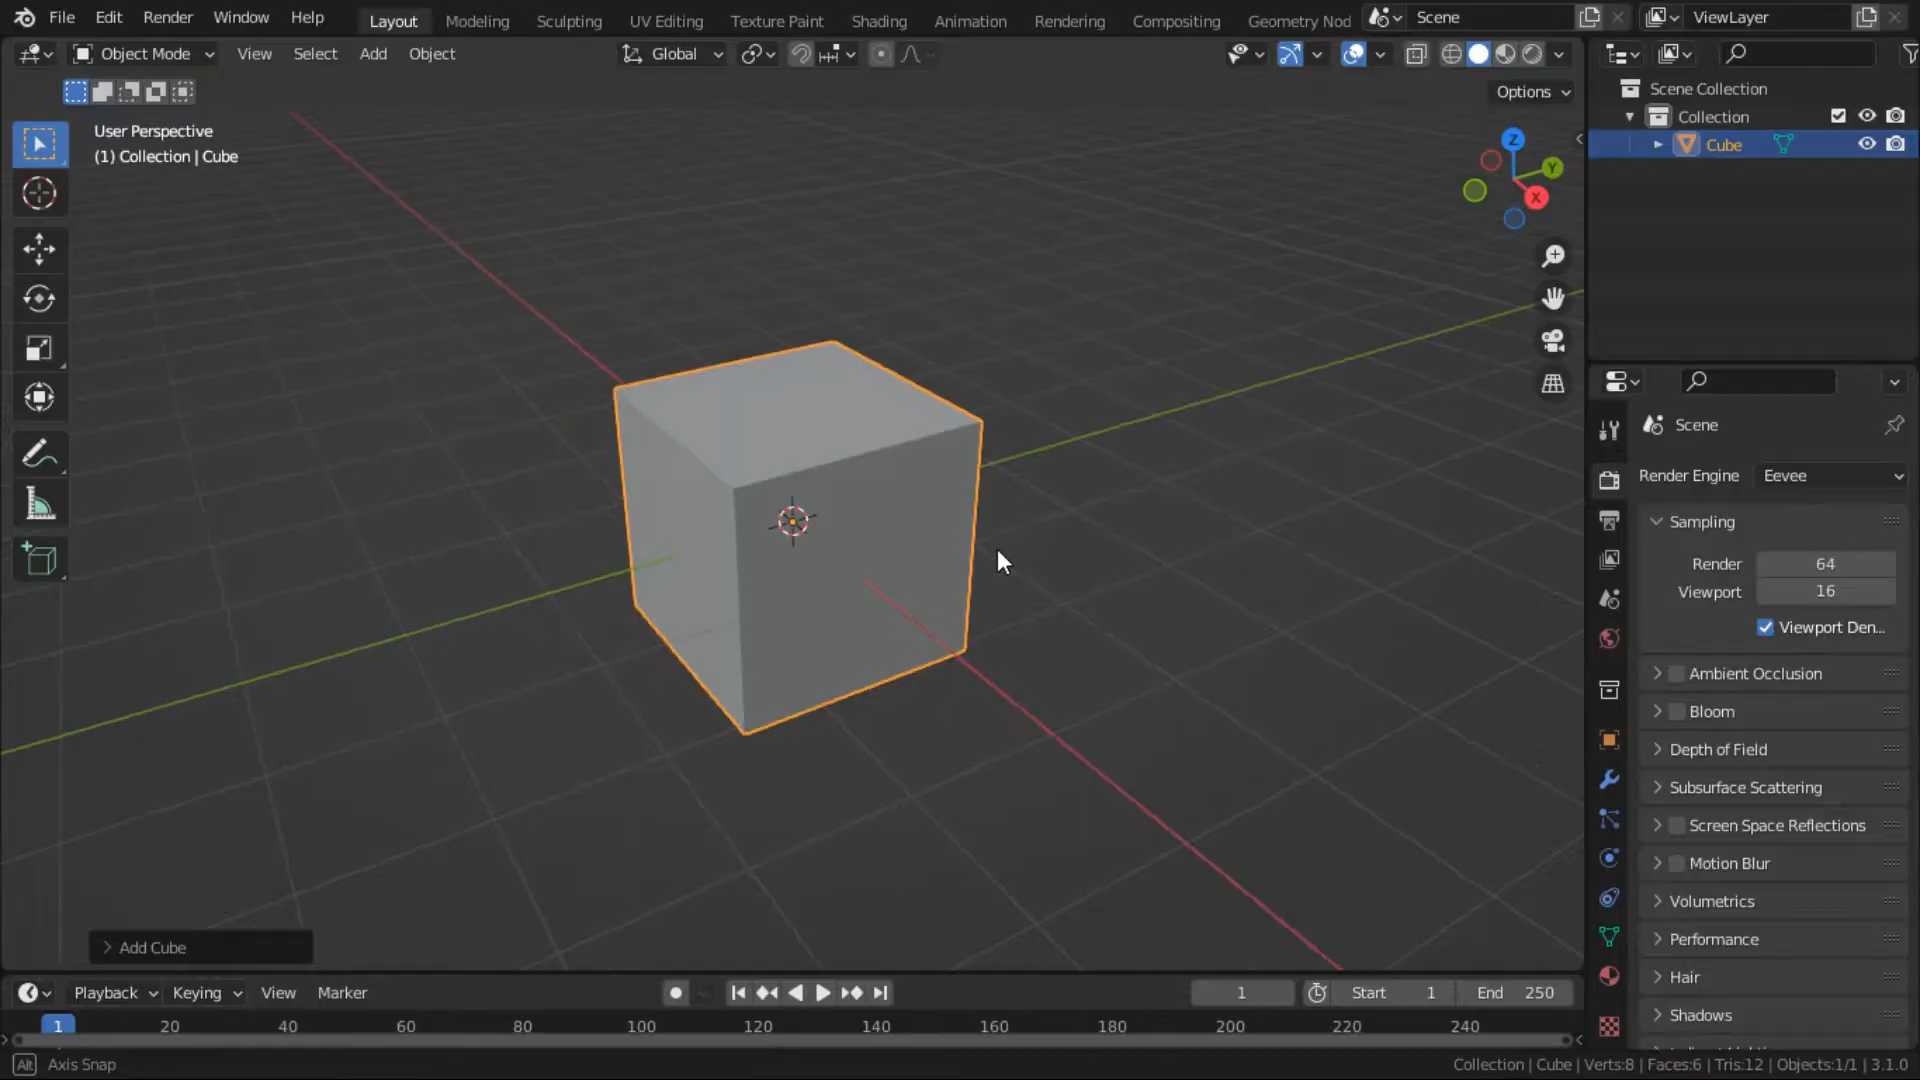 File Edit Render Window Help Layout Modeling Sculpting UV Editing Texture Paint Shading Animation Rendering Compositing Geometry Nod Scene ViewLayer
Object Mode View Select Add Object Global
Options
User Perspective
(1) Collection | Cube
Z
Y
X
Scene Collection
Collection
Cube
Scene
Render Engine Eevee
Sampling
Render 64
Viewport 16
Viewport Den...
Ambient Occlusion
Bloom
Depth of Field
Subsurface Scattering
Screen Space Reflections
Motion Blur
Volumetrics
Performance
Hair
Shadows
Add Cube
Playback Keying View Marker 1 Start 1 End 250
1 20 40 60 80 100 120 140 160 180 200 220 240
Alt Axis Snap Collection | Cube | Verts:8 | Faces:6 | Tris:12 | Objects:1/1 | 3.1.0